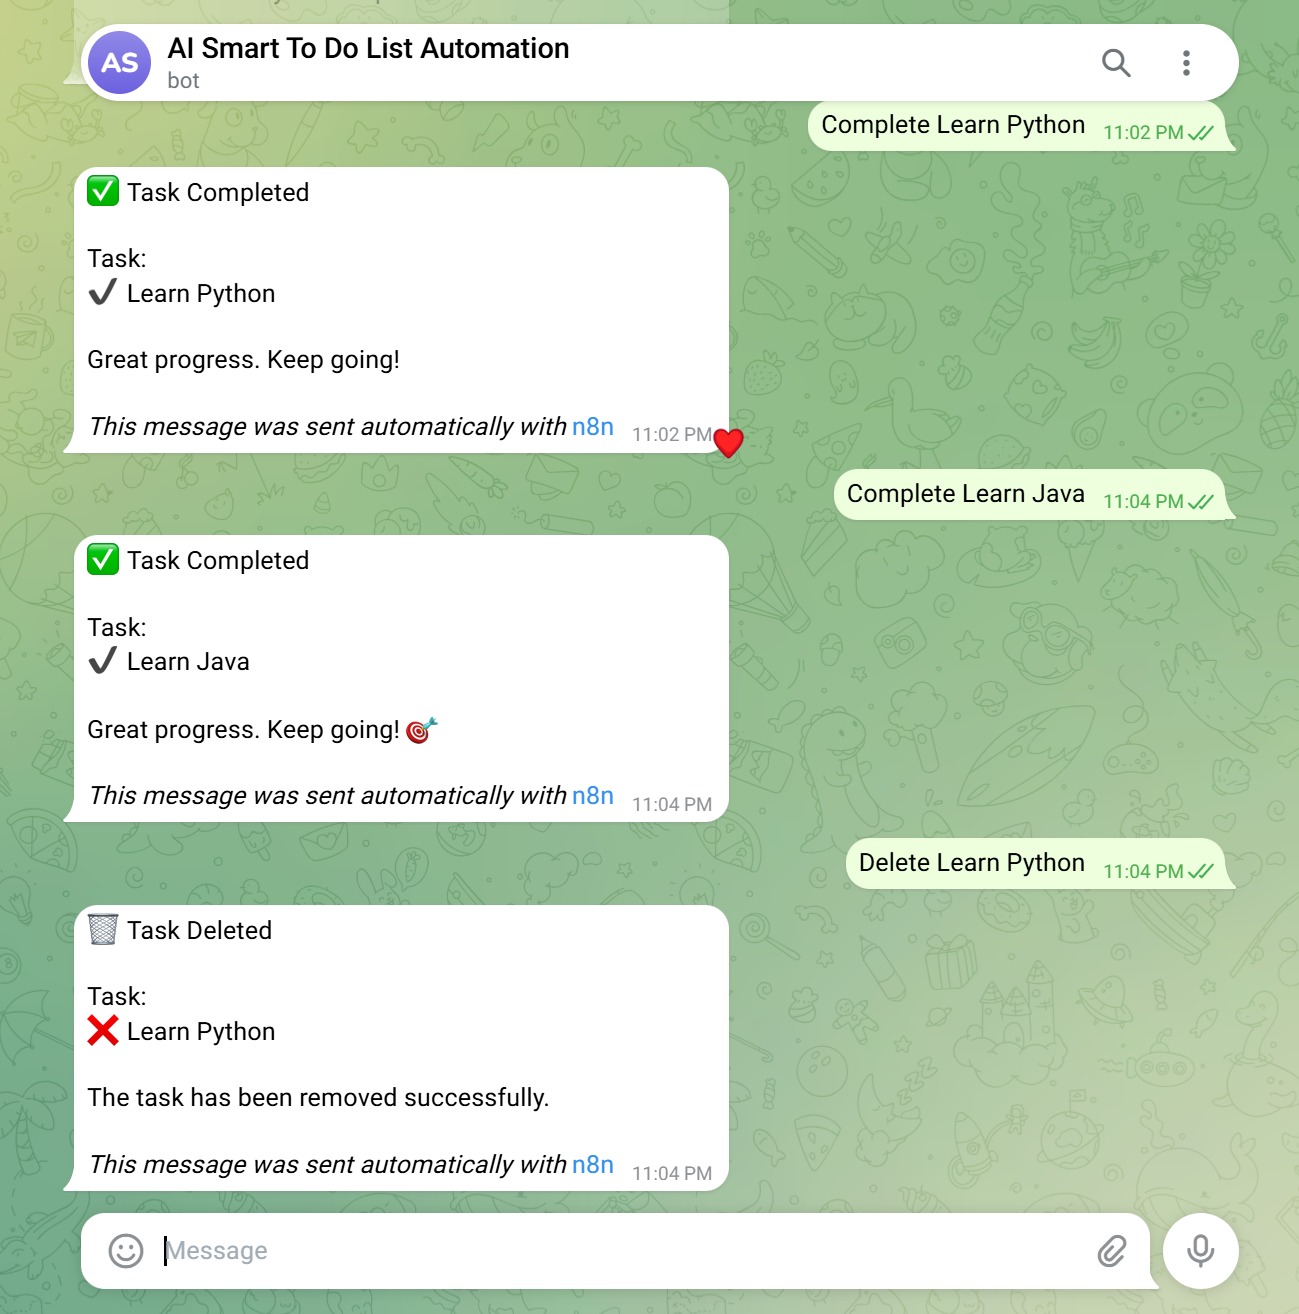 AS
AI Smart To Do List Automation
bot
Complete Learn Python 11:02 PM
✅ Task Completed
Task:
✔ Learn Python
Great progress. Keep going!
This message was sent automatically with n8n 11:02 PM
Complete Learn Java 11:04 PM
✅ Task Completed
Task:
✔ Learn Java
Great progress. Keep going! 🎯
This message was sent automatically with n8n 11:04 PM
Delete Learn Python 11:04 PM
🗑 Task Deleted
Task:
❌ Learn Python
The task has been removed successfully.
This message was sent automatically with n8n 11:04 PM
Message